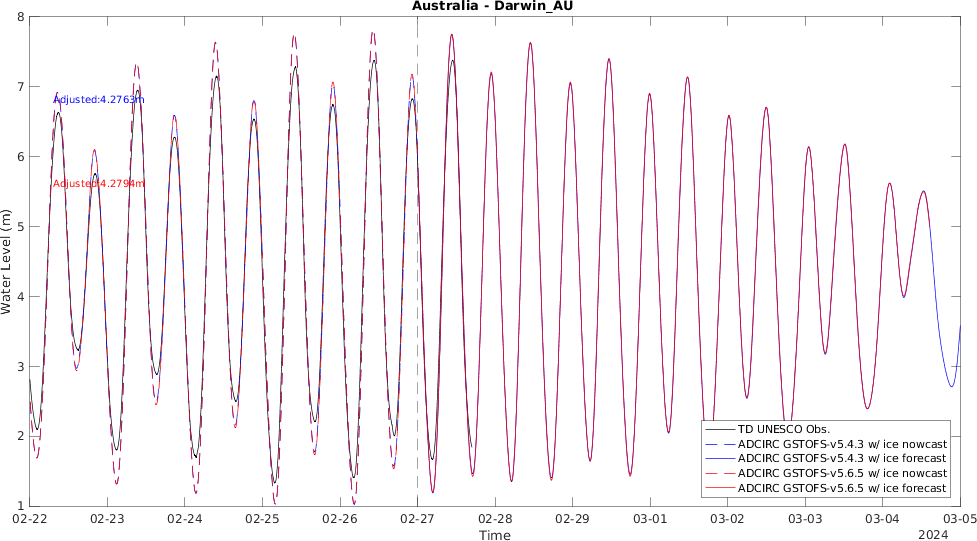 Australia - Darwin_AU
8
7
6
5
4
3
2
1
Water Level (m)
Adjusted:4.2763m
Adjusted:4.2794m
TD UNESCO Obs.
ADCIRC GSTOFS-v5.4.3 w/ ice nowcast
ADCIRC GSTOFS-v5.4.3 w/ ice forecast
ADCIRC GSTOFS-v5.6.5 w/ ice nowcast
ADCIRC GSTOFS-v5.6.5 w/ ice forecast
02-22 02-23 02-24 02-25 02-26 02-27 02-28 02-29 03-01 03-02 03-03 03-04 03-05
Time
2024